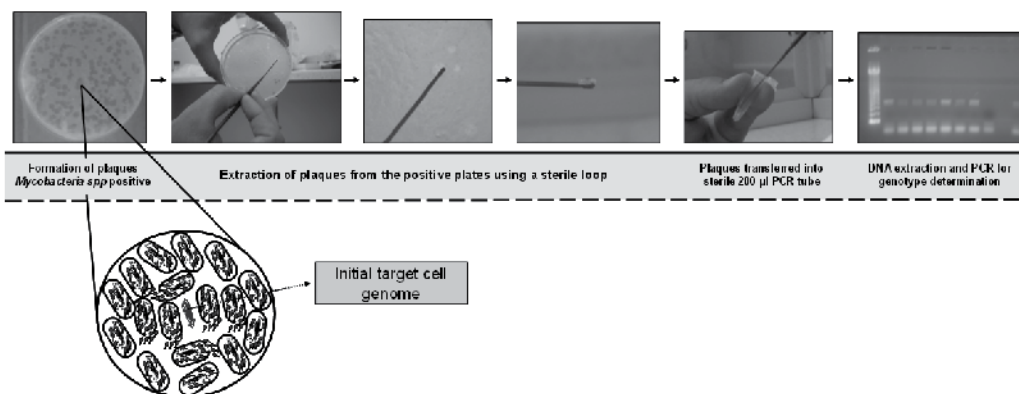 Formation of plaques
Mycobacteria spp positive
Extraction of plaques from the positive plates using a sterile loop
Plaques transferred into
sterile 200 µl PCR tube
DNA extraction and PCR for
genotype determination
Initial target cell
genome